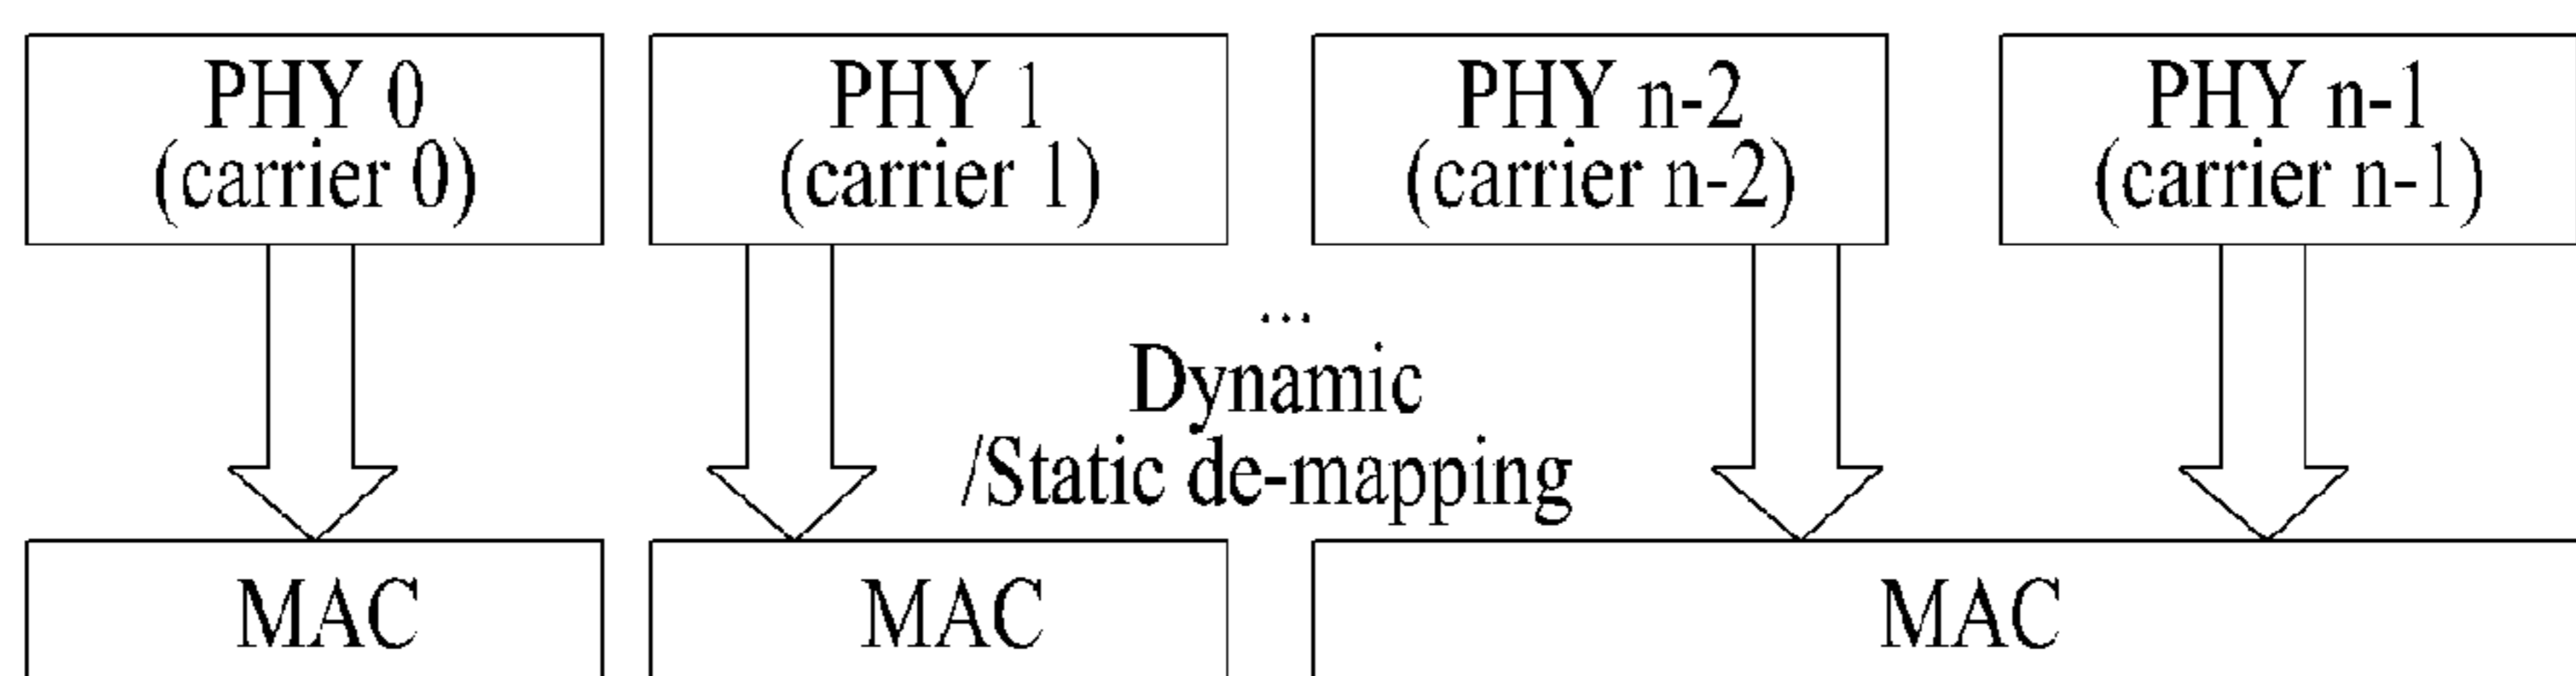 PHY 0
(carrier 0)
PHY 1
(carrier 1)
PHY n-2
(carrier n-2)
PHY n-1
(carrier n-1)
...
Dynamic
/Static de-mapping
MAC
MAC
MAC